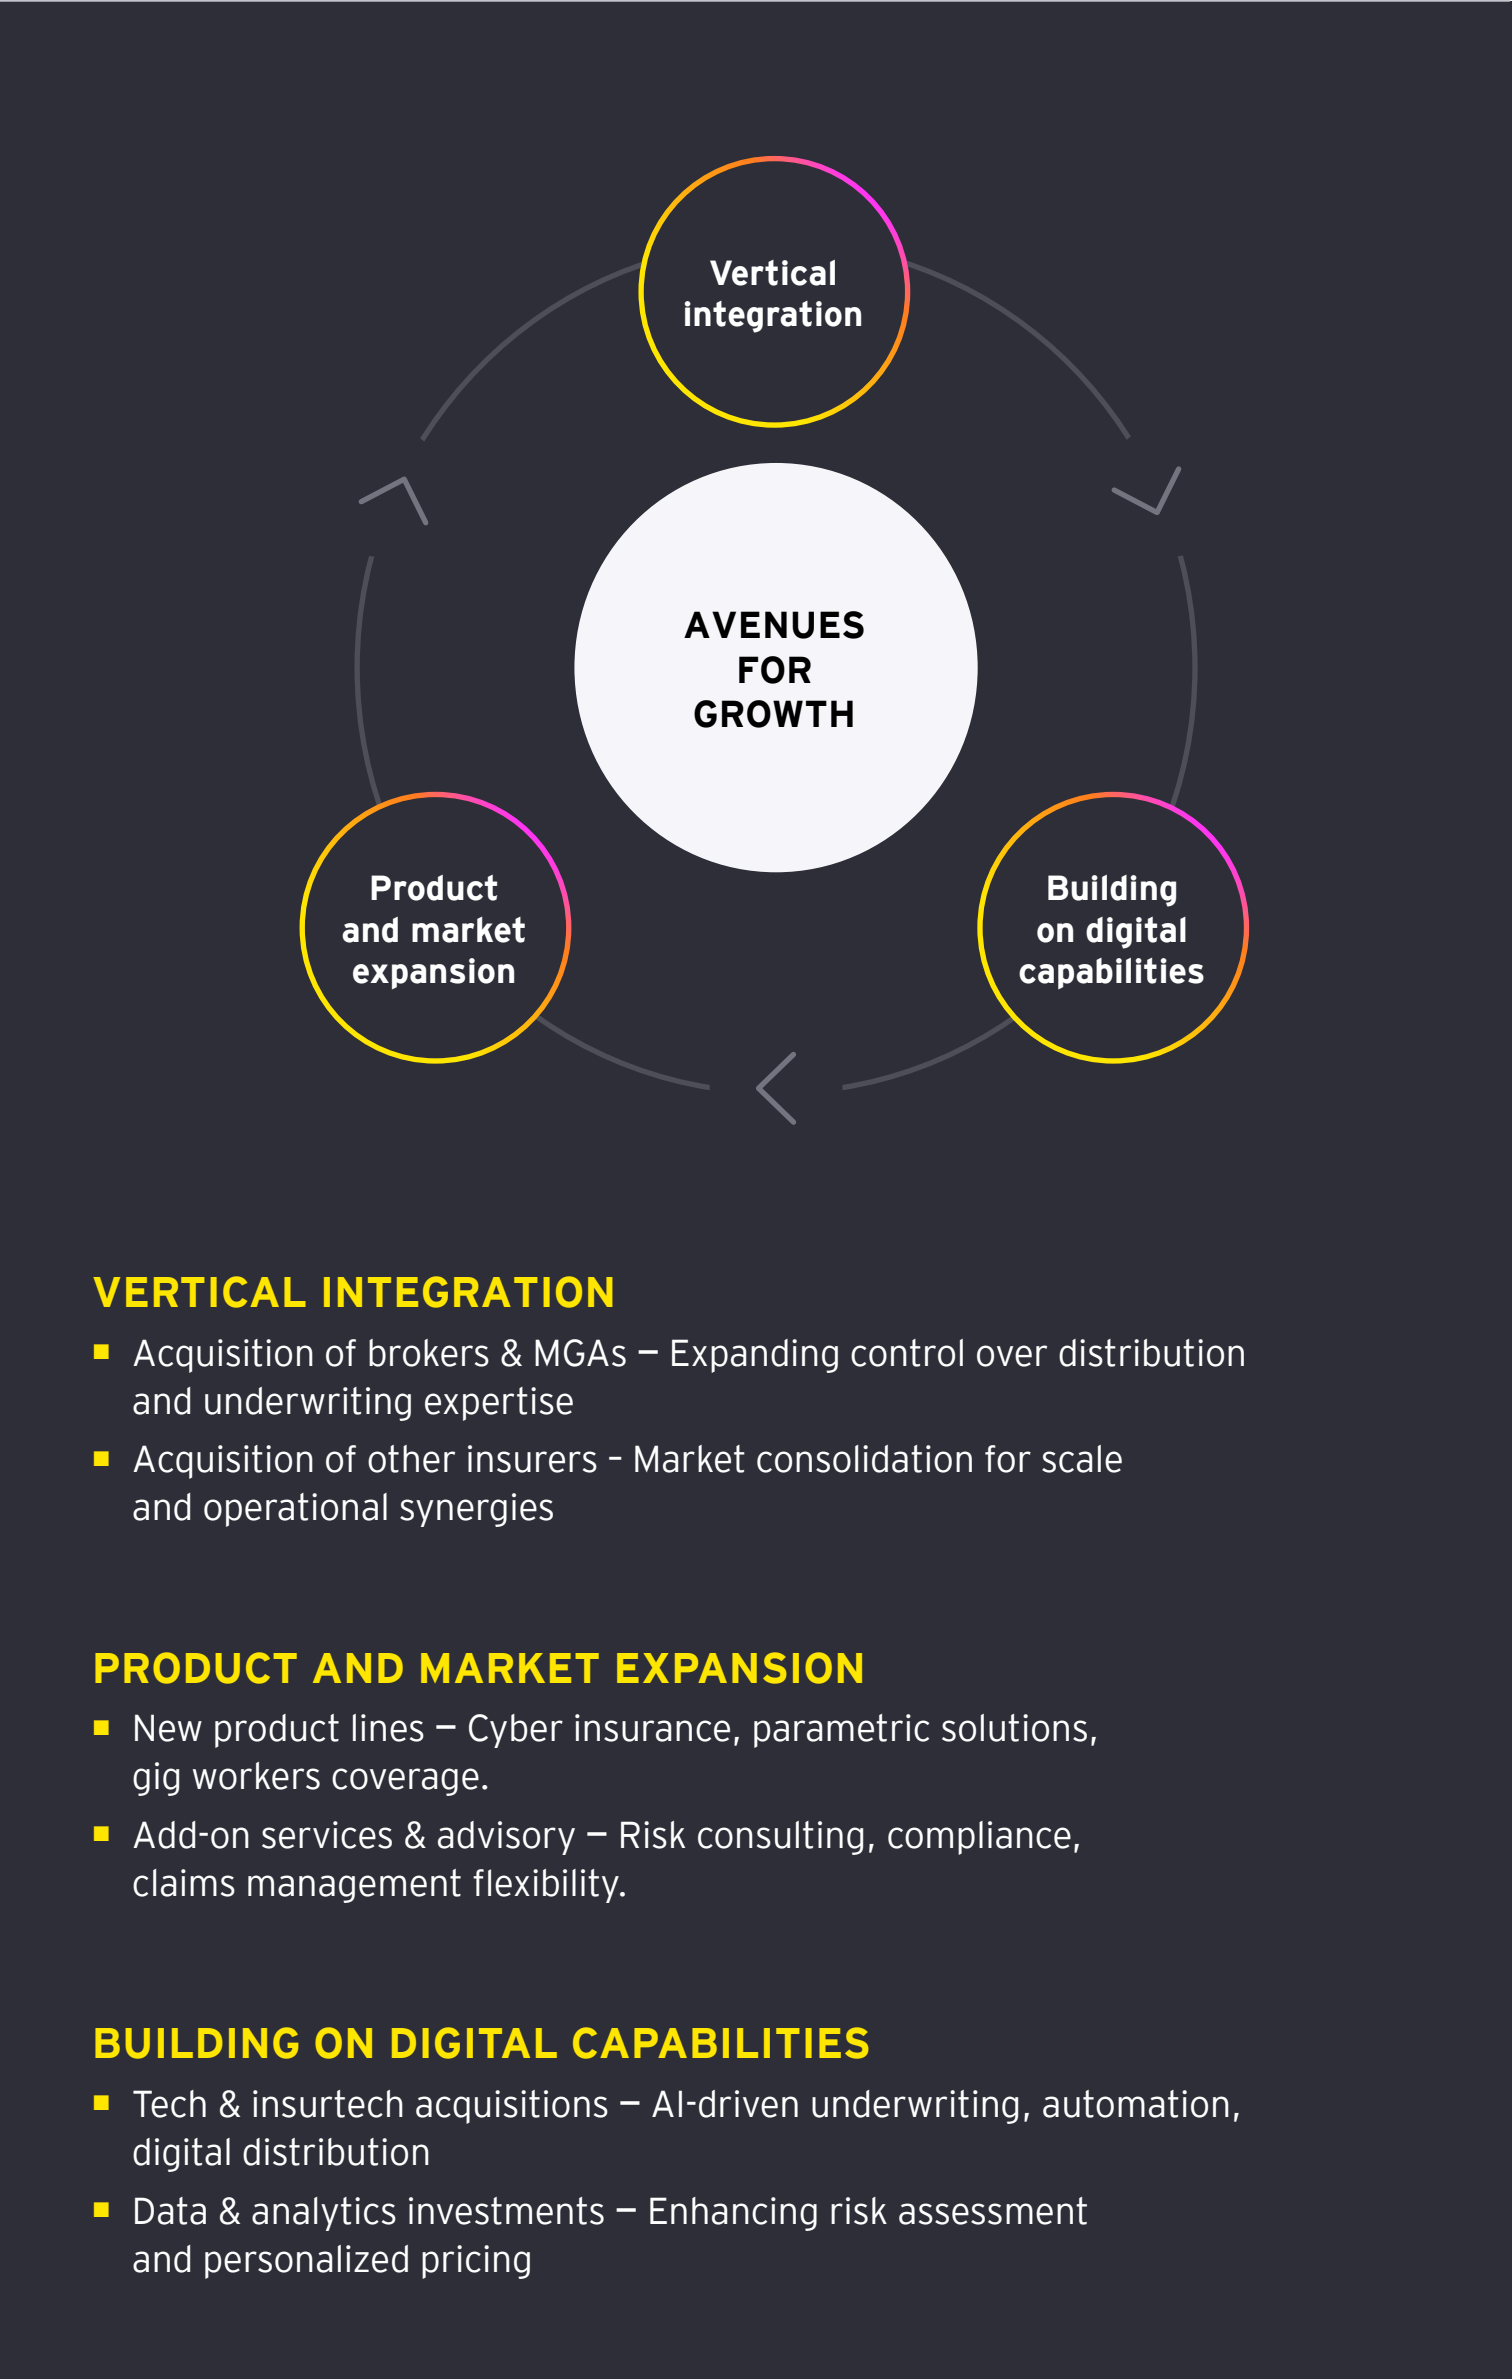 Vertical
integration
AVENUES
FOR
GROWTH
Product
and market
expansion
Building
on digital
capabilities
VERTICAL INTEGRATION
Acquisition of brokers & MGAs — Expanding control over distribution
and underwriting expertise
Acquisition of other insurers – Market consolidation for scale
and operational synergies
PRODUCT AND MARKET EXPANSION
New product lines — Cyber insurance, parametric solutions,
gig workers coverage.
Add-on services & advisory — Risk consulting, compliance,
claims management flexibility.
BUILDING ON DIGITAL CAPABILITIES
Tech & insurtech acquisitions — AI-driven underwriting, automation,
digital distribution
Data & analytics investments — Enhancing risk assessment
and personalized pricing